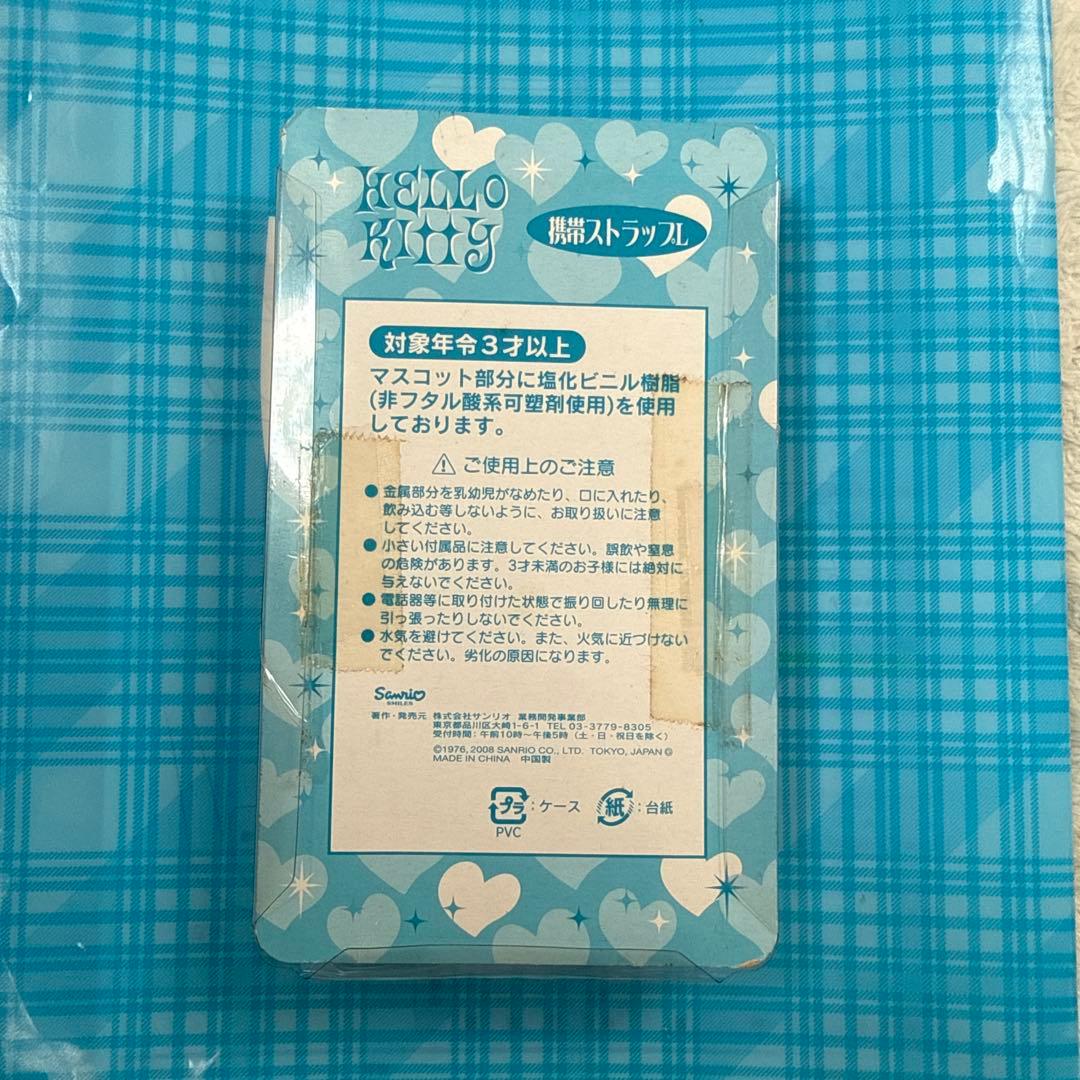 HELLO
KITTY
携帯ストラップL
対象年令3才以上
マスコット部分に塩化ビニル樹脂
(非フタル酸系可塑剤使用)を使用
しております。
⚠ ご使用上のご注意
● 金属部分を乳幼児がなめたり、口に入れたり、
飲み込む等しないように、お取り扱いに注意
してください。
● 小さい付属品に注意してください。誤飲や窒息
の危険があります。3才未満のお子様には絶対に
与えないでください。
● 電話器等に取り付けた状態で振り回したり無理に
引っ張ったりしないでください。
● 水気を避けてください。また、火気に近づけない
でください。劣化の原因になります。
Sanrio
SMILES
著作・発売元 株式会社サンリオ 業務開発事業部
東京都品川区大崎1-6-1 TEL 03-3779-8305
受付時間：午前10時～午後5時（土・日・祝日を除く）
©1976, 2008 SANRIO CO., LTD. TOKYO, JAPAN Ⓖ
MADE IN CHINA 中国製
プラ：ケース 紙：台紙
PVC